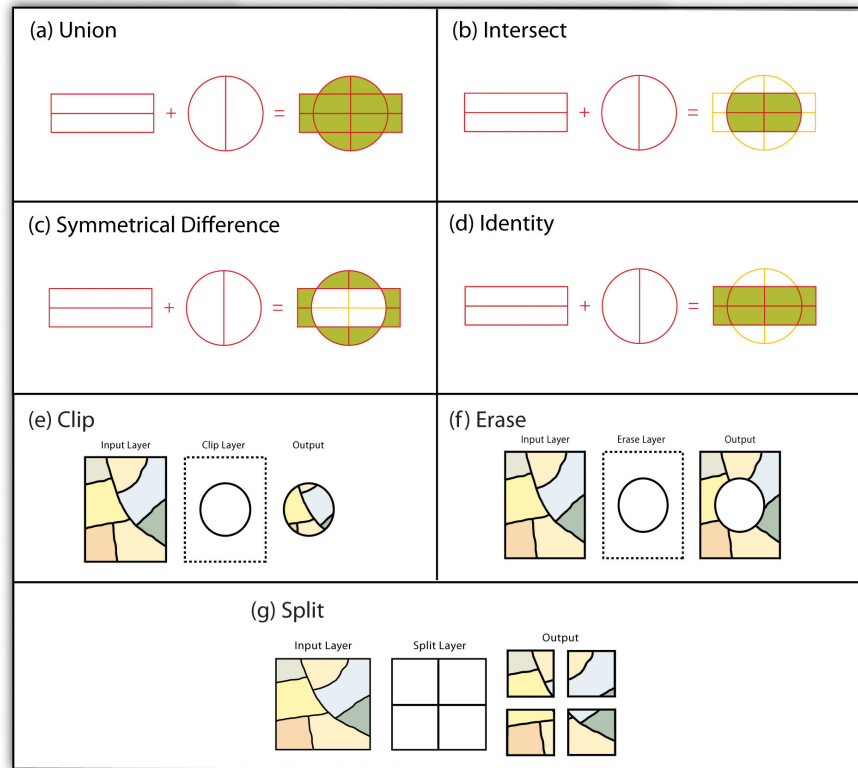 (a) Union
(b) Intersect
+ =
+ =
(c) Symmetrical Difference
(d) Identity
+ =
+ =
(e) Clip
Input Layer Clip Layer Output
(f) Erase
Input Layer Erase Layer Output
(g) Split
Input Layer Split Layer Output